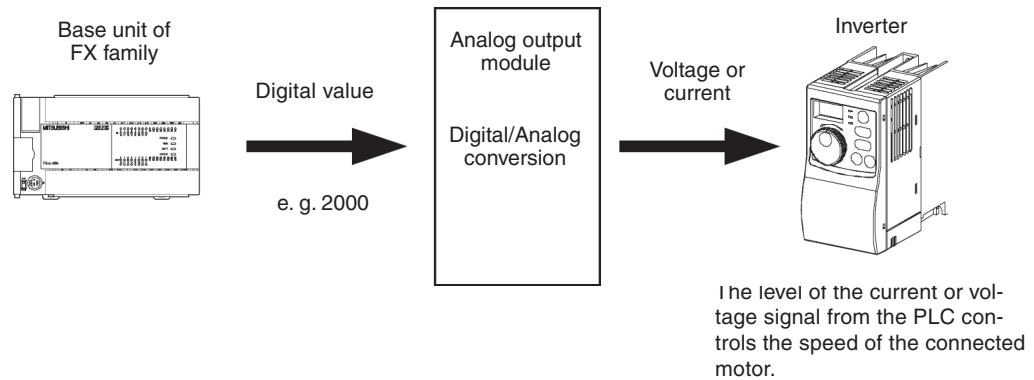 Base unit of
FX family
Digital value
e. g. 2000
Analog output
module
Digital/Analog
conversion
Voltage or
current
Inverter
The level of the current or vol-
tage signal from the PLC con-
trols the speed of the connected
motor.
MITSUBISHI